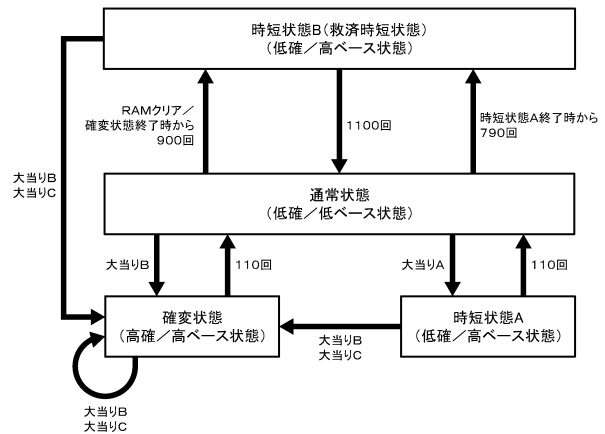 時短状態B(救済時短状態)
(低確／高ベース状態)
RAMクリア／
確変状態終了時から
900回
1100回
時短状態A終了時から
790回
大当りB
大当りC
通常状態
(低確／低ベース状態)
大当りB
110回
大当りA
110回
確変状態
(高確／高ベース状態)
大当りB
大当りC
時短状態A
(低確／高ベース状態)
大当りB
大当りC